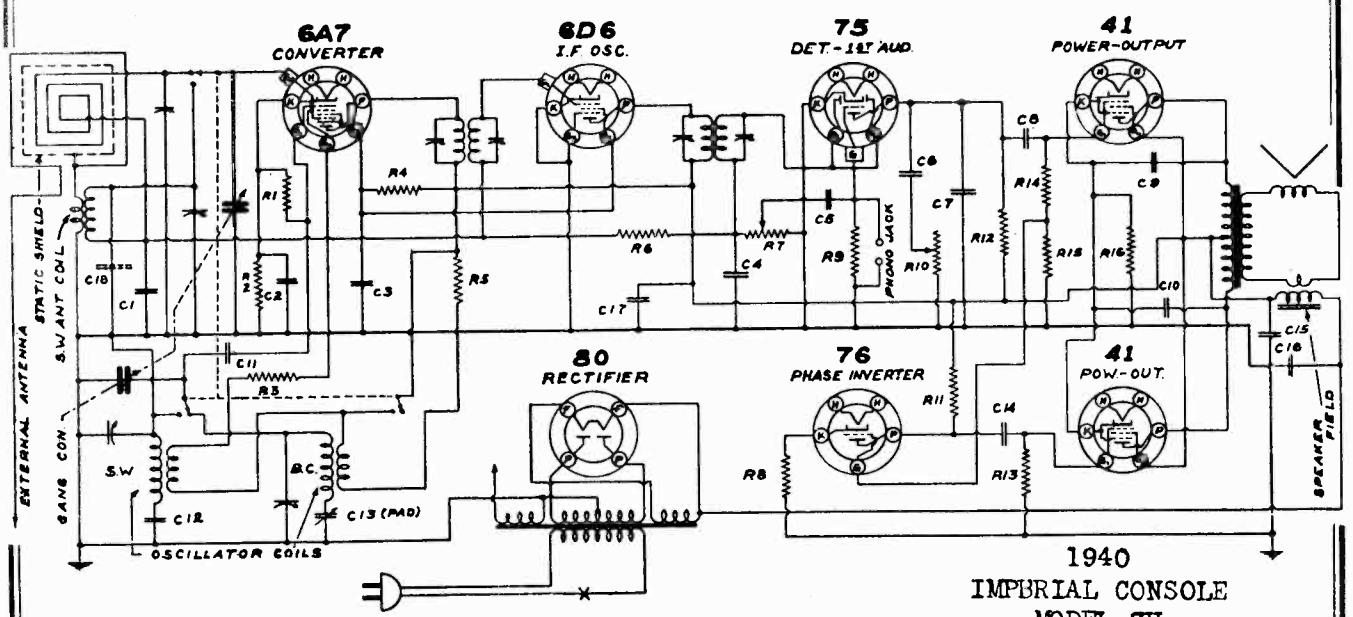 6A7
CONVERTER
6D6
I.F. OSC.
75
DET.-1ST AUD.
41
POWER-OUTPUT
K
H
H
P
G
K
H
H
P
K
H
H
P
G
K
H
H
P
G
C8
C9
R1
R4
C6
C7
R14
R2
C2
C3
R6
R7
C5
R9
PHONO JACK
R10
R12
R15
R16
C18
C1
R5
C4
C17
C10
C15
C16
EXTERNAL ANTENNA
STATIC SHIELD
S.W ANT COIL
GANG CON.
C11
R3
80
RECTIFIER
F
F
P
P
76
PHASE INVERTER
K
H
H
P
G
R11
C14
41
POW.-OUT.
K
H
H
P
G
R8
R13
SPEAKER FIELD
S.W
B.C.
C12
C13 (PAD)
OSCILLATOR COILS
1940
IMPBRIAL CONSOLE